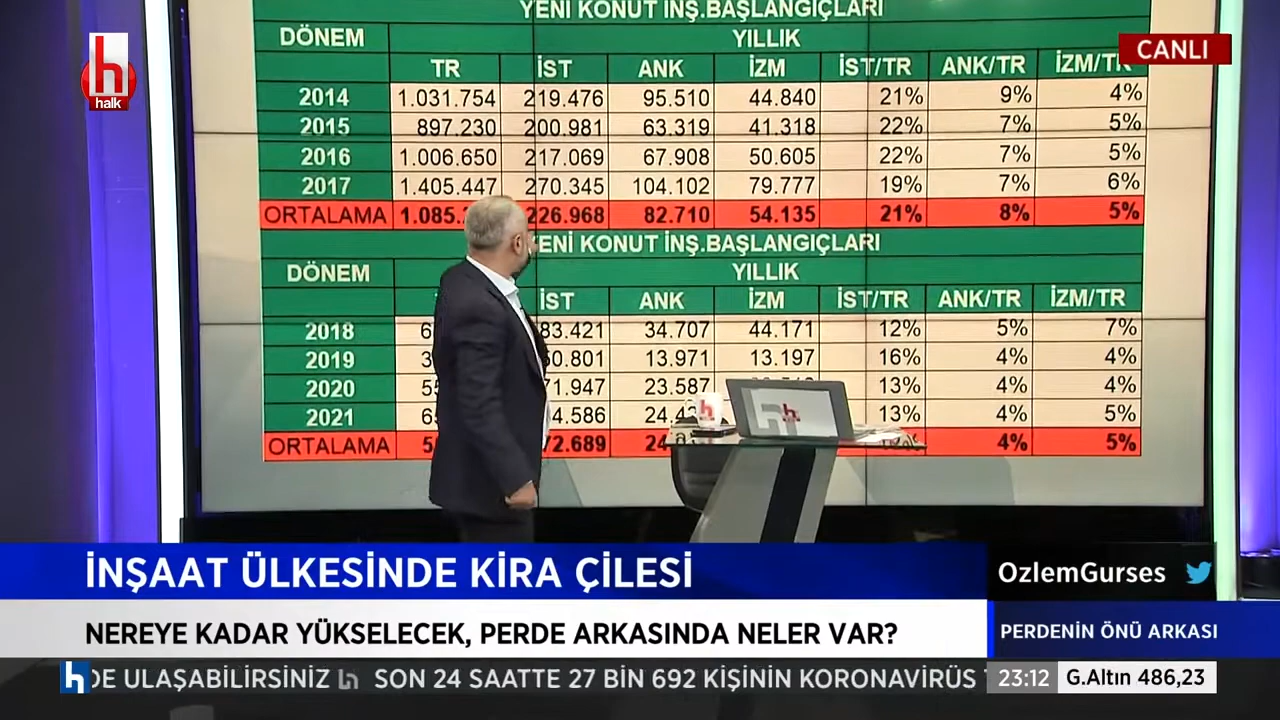 YENİ KONUT İNŞ.BAŞLANGIÇLARI
DÖNEM YILLIK
TR İST ANK İZM İST/TR ANK/TR İZM/TR
2014 1.031.754 219.476 95.510 44.840 21% 9% 4%
2015 897.230 200.981 63.319 41.318 22% 7% 5%
2016 1.006.650 217.069 67.908 50.605 22% 7% 5%
2017 1.405.447 270.345 104.102 79.777 19% 7% 6%
ORTALAMA 226.968 82.710 54.135 21% 8% 5%
YENİ KONUT İNŞ.BAŞLANGIÇLARI
DÖNEM YILLIK
İST ANK İZM İST/TR ANK/TR İZM/TR
2018 34.707 44.171 12% 5% 7%
2019 13.971 13.197 16% 4% 4%
2020 23.587 13% 4% 4%
2021 13% 4% 5%
ORTALAMA 4% 5%
h
halk
CANLI
İNŞAAT ÜLKESİNDE KİRA ÇİLESİ
OzlemGurses
NEREYE KADAR YÜKSELECEK, PERDE ARKASINDA NELER VAR?
PERDENİN ÖNÜ ARKASI
h DE ULAŞABİLİRSİNİZ h SON 24 SAATTE 27 BİN 692 KİŞİNİN KORONAVİRÜS
23:12 G.Altın 486,23